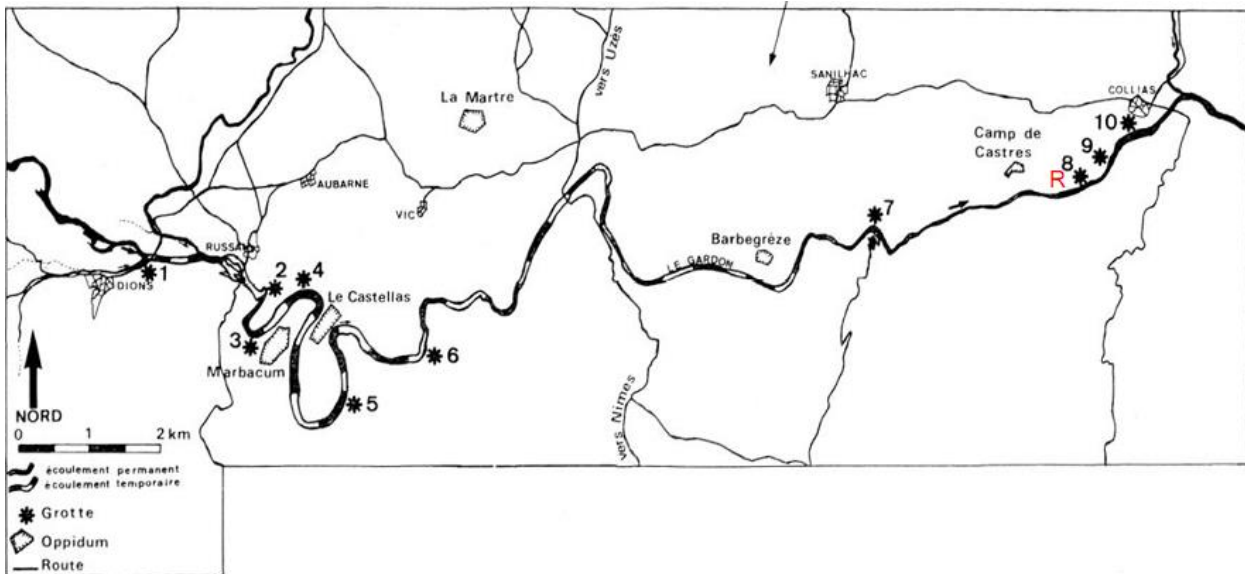 vers Uzès
SANILHAC
La Martre
COLLIAS
10
Camp de
Castres
9
8
R
AUBARNE
VIC
7
RUSSAN
Barbegrèze
LE GARDON
1
DIONS
2
4
Le Castellas
3
Marbacum
6
5
vers Nîmes
NORD
0 1 2 km
écoulement permanent
écoulement temporaire
Grotte
Oppidum
Route